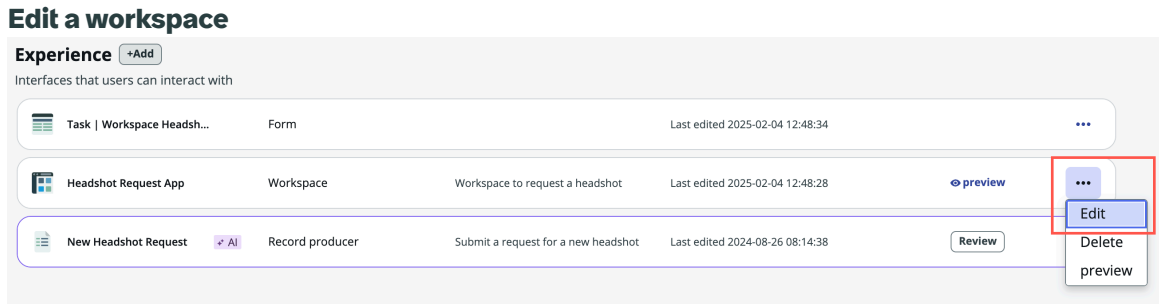 Edit a workspace
Experience +Add
Interfaces that users can interact with
Task | Workspace Headsh... Form Last edited 2025-02-04 12:48:34
Headshot Request App Workspace Workspace to request a headshot Last edited 2025-02-04 12:48:28 preview
Edit
New Headshot Request AI Record producer Submit a request for a new headshot Last edited 2024-08-26 08:14:38 Review
Delete
preview